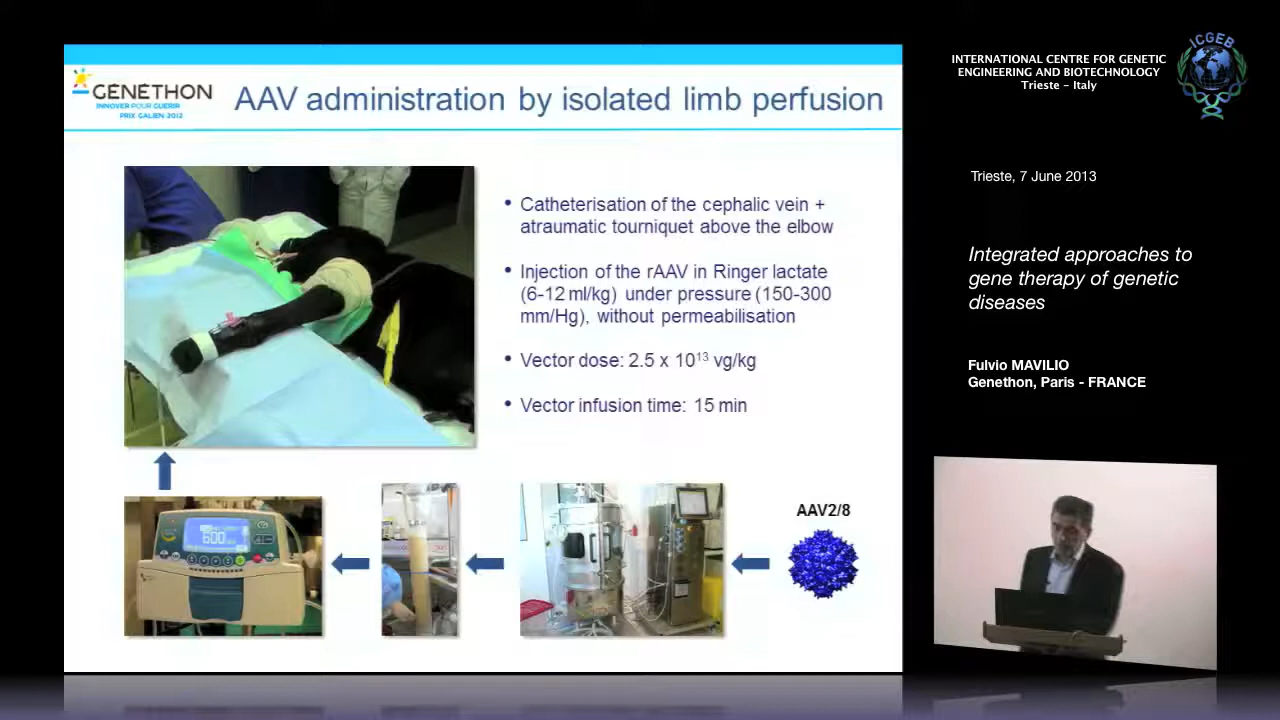 GENETHON
INNOVER POUR GUERIR
PRIX GALIEN 2012
AAV administration by isolated limb perfusion
• Catheterisation of the cephalic vein +
atraumatic tourniquet above the elbow
• Injection of the rAAV in Ringer lactate
(6-12 ml/kg) under pressure (150-300
mm/Hg), without permeabilisation
• Vector dose: 2.5 x 10¹³ vg/kg
• Vector infusion time: 15 min
600
AAV2/8
INTERNATIONAL CENTRE FOR GENETIC
ENGINEERING AND BIOTECHNOLOGY
Trieste - Italy
ICGEB
Trieste, 7 June 2013
Integrated approaches to
gene therapy of genetic
diseases
Fulvio MAVILIO
Genethon, Paris - FRANCE